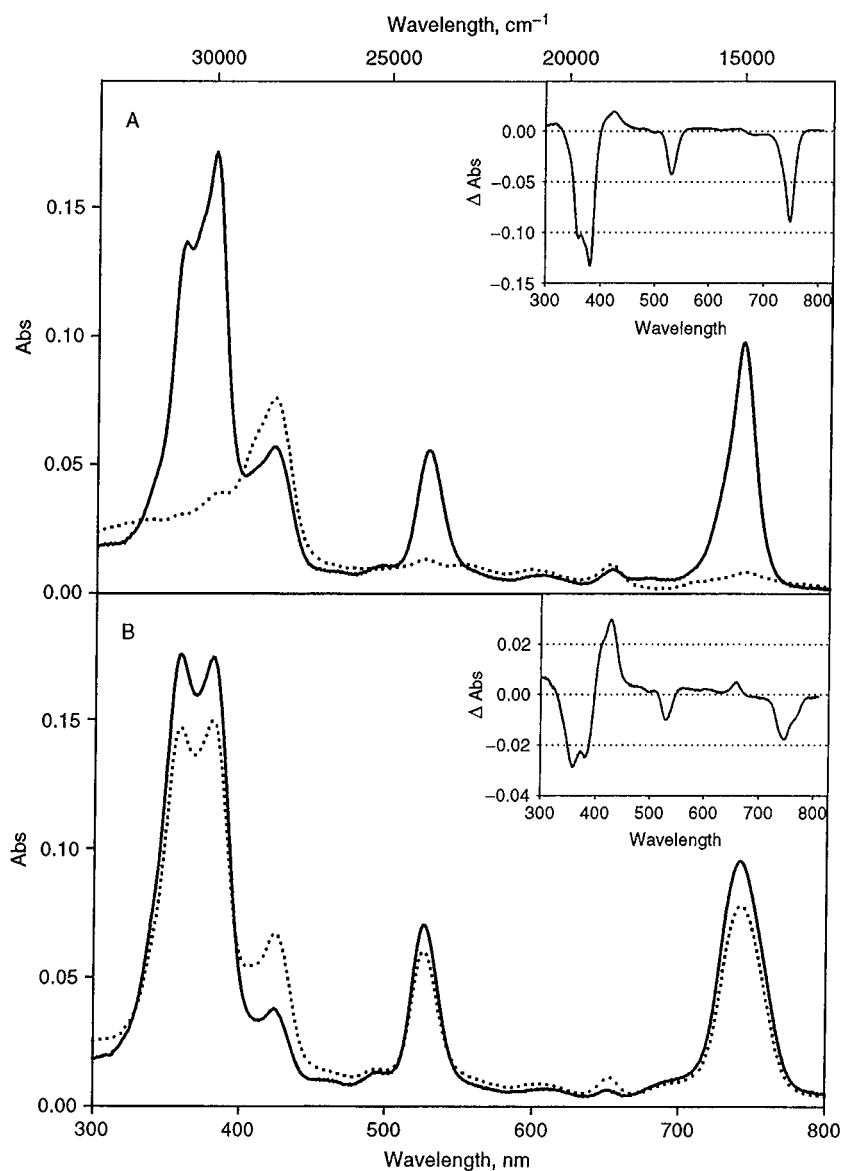 Wavelength, cm⁻¹
30000 25000 20000 15000
A
0.15
0.10
0.05
0.00
Abs
0.00
−0.05
−0.10
−0.15
Δ Abs
300 400 500 600 700 800
Wavelength
B
0.15
0.10
0.05
0.00
Abs
0.02
0.00
−0.02
−0.04
Δ Abs
300 400 500 600 700 800
Wavelength
300 400 500 600 700 800
Wavelength, nm